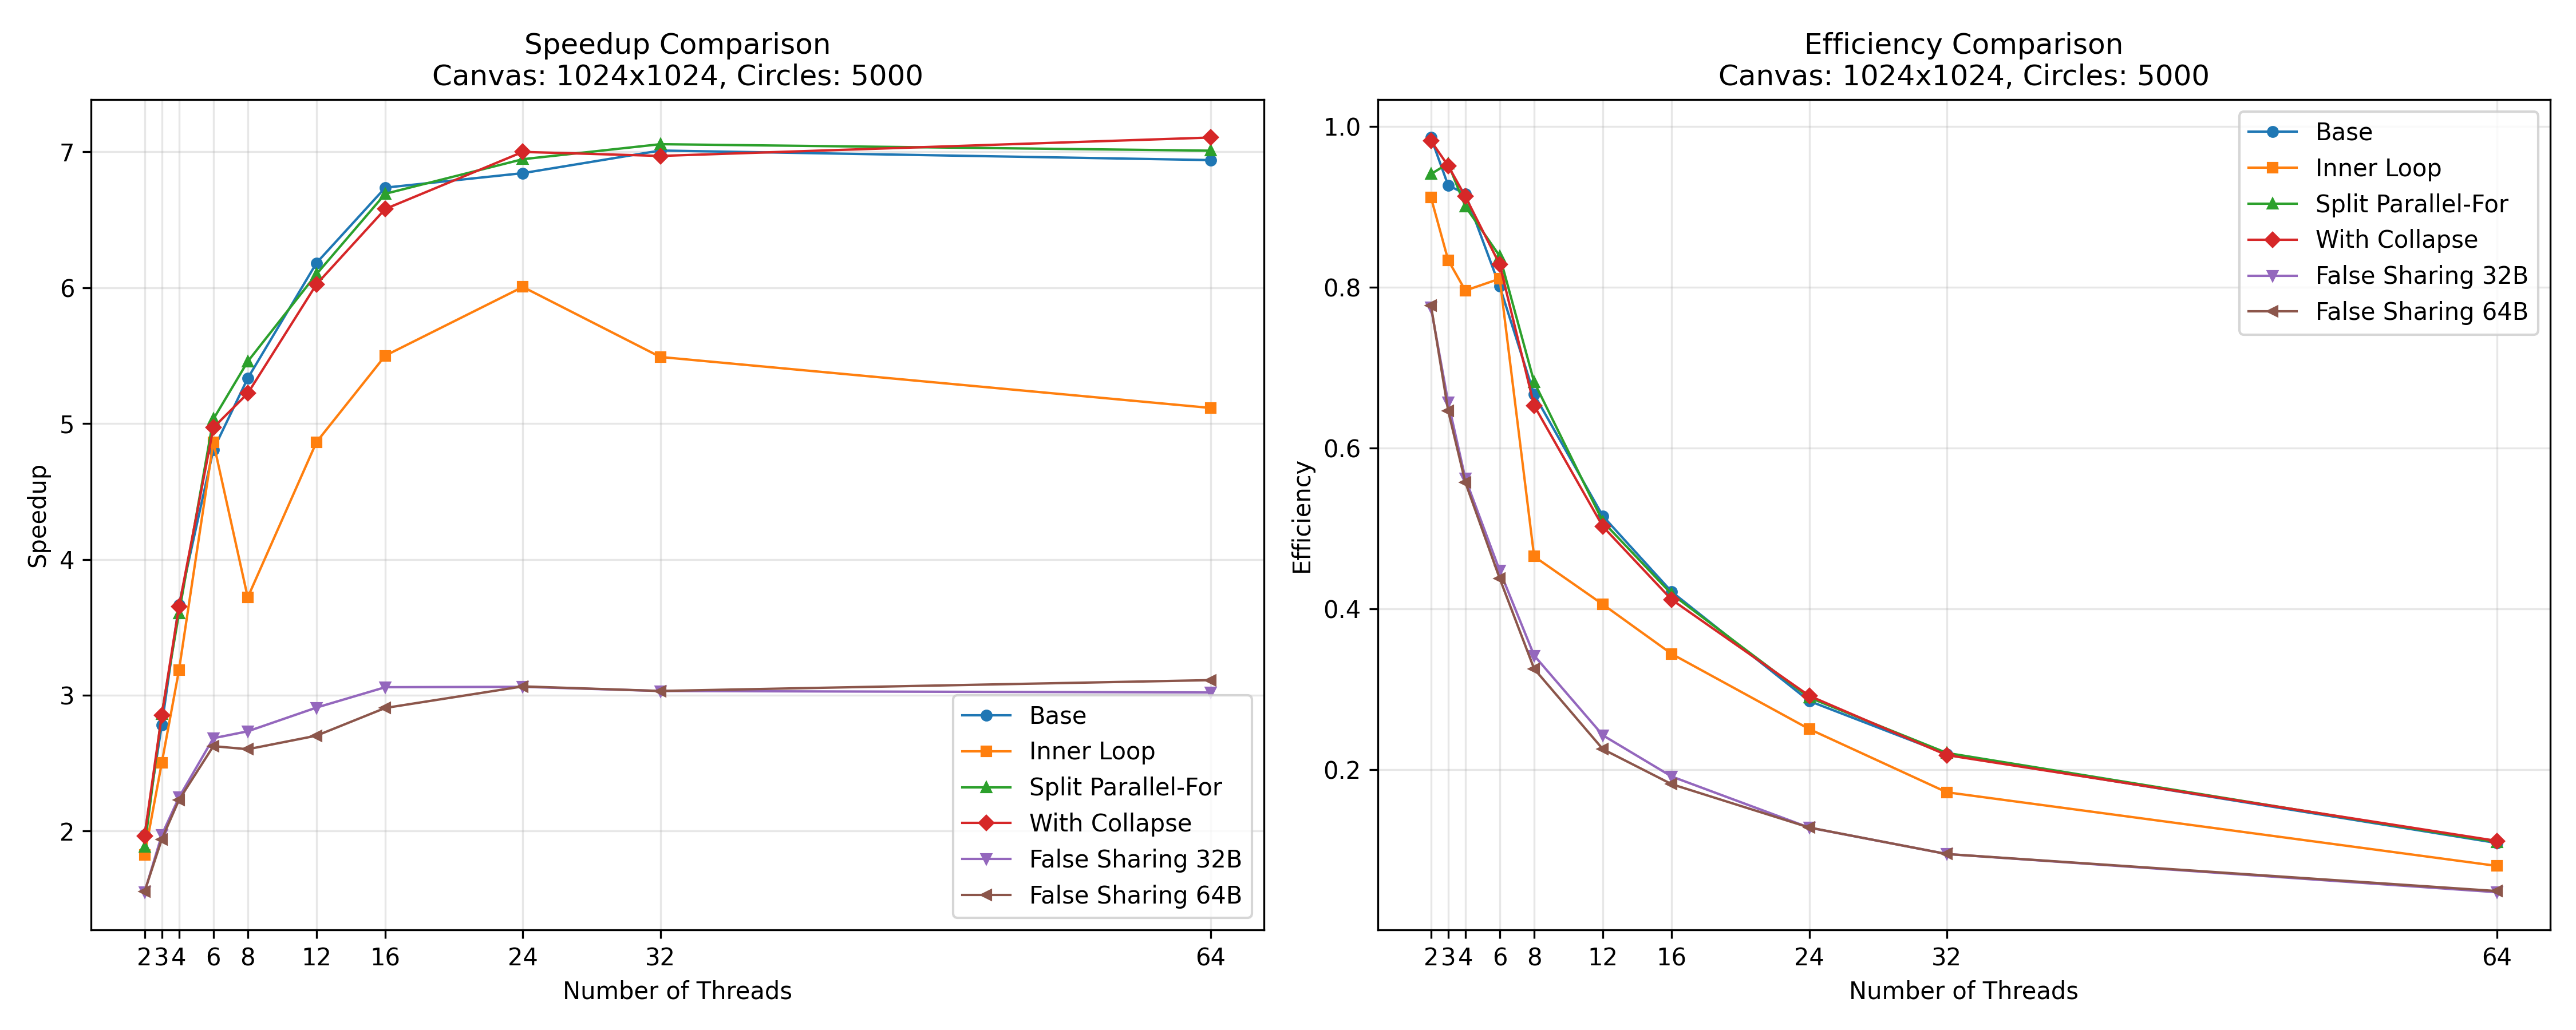 Speedup Comparison
Canvas: 1024x1024, Circles: 5000
7
6
5
4
3
2
Speedup
Base
Inner Loop
Split Parallel-For
With Collapse
False Sharing 32B
False Sharing 64B
2 3 4 6 8 12 16 24 32 64
Number of Threads
Efficiency Comparison
Canvas: 1024x1024, Circles: 5000
1.0
0.8
0.6
0.4
0.2
Efficiency
Base
Inner Loop
Split Parallel-For
With Collapse
False Sharing 32B
False Sharing 64B
2 3 4 6 8 12 16 24 32 64
Number of Threads